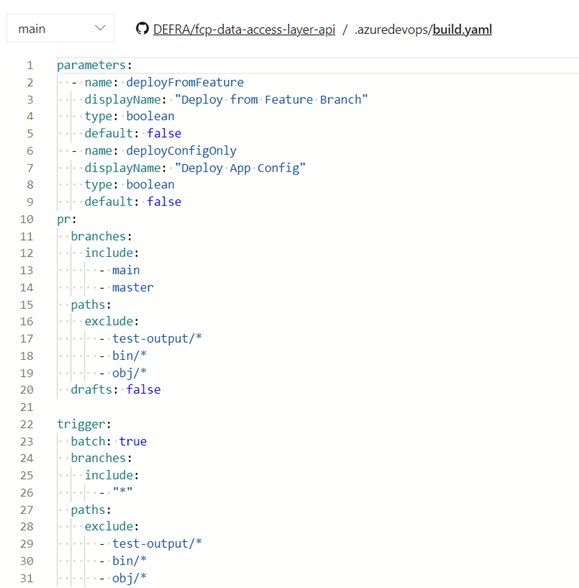 main DEFRA/fcp-data-access-layer-api / .azuredevops/build.yaml
1 parameters:
2   - name: deployFromFeature
3     displayName: "Deploy from Feature Branch"
4     type: boolean
5     default: false
6   - name: deployConfigOnly
7     displayName: "Deploy App Config"
8     type: boolean
9     default: false
10 pr:
11   branches:
12     include:
13       - main
14       - master
15   paths:
16     exclude:
17       - test-output/*
18       - bin/*
19       - obj/*
20   drafts: false
21
22 trigger:
23   batch: true
24   branches:
25     include:
26       - "*"
27   paths:
28     exclude:
29       - test-output/*
30       - bin/*
31       - obj/*